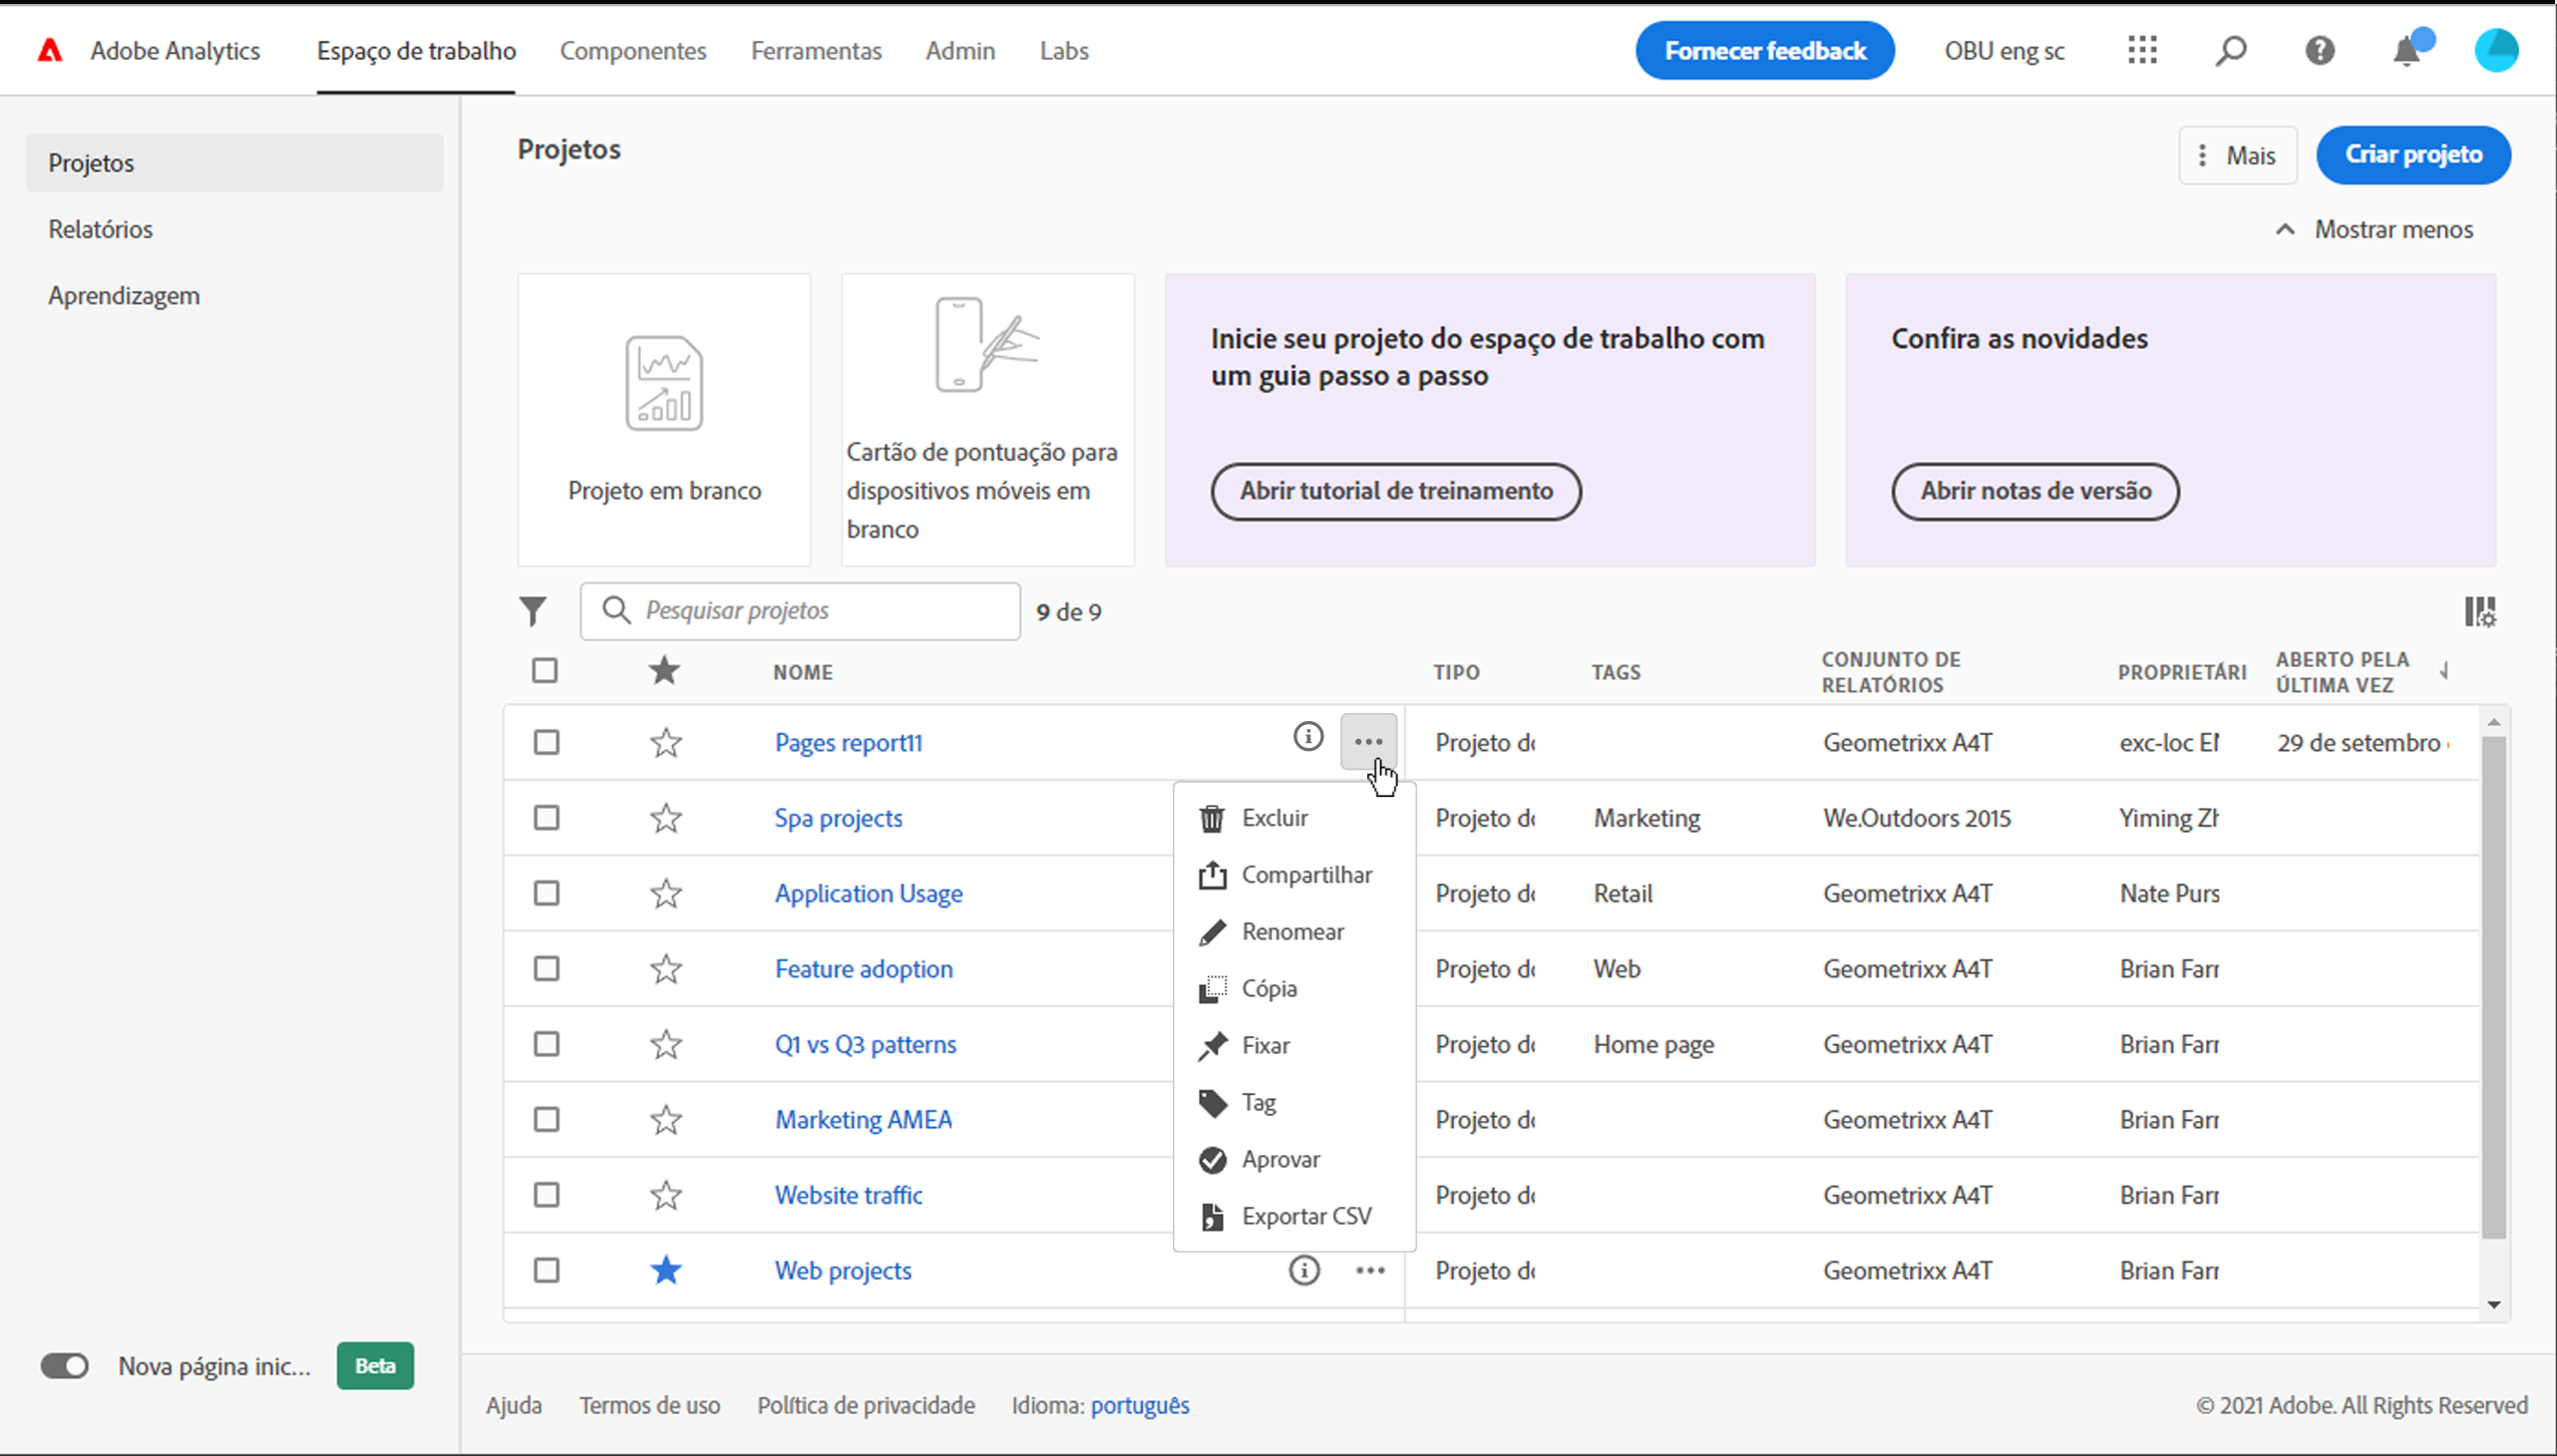 Adobe Analytics Espaço de trabalho Componentes Ferramentas Admin Labs Fornecer feedback OBU eng sc
Projetos
Relatórios
Aprendizagem
Projetos
Mais Criar projeto
Mostrar menos
Projeto em branco
Cartão de pontuação para
dispositivos móveis em
branco
Inicie seu projeto do espaço de trabalho com
um guia passo a passo
Abrir tutorial de treinamento
Confira as novidades
Abrir notas de versão
Pesquisar projetos 9 de 9
NOME TIPO TAGS CONJUNTO DE RELATÓRIOS PROPRIETÁRI ABERTO PELA ÚLTIMA VEZ
Pages report11 Projeto Geometrixx A4T exc-loc 29 de setembro
Spa projects Projeto Marketing We.Outdoors 2015 Yiming
Application Usage Projeto Retail Geometrixx A4T Nate Purs
Feature adoption Projeto Web Geometrixx A4T Brian
Q1 vs Q3 patterns Projeto Home page Geometrixx A4T Brian
Marketing AMEA Projeto Geometrixx A4T Brian
Website traffic Projeto Geometrixx A4T Brian
Web projects Projeto Geometrixx A4T Brian
Excluir
Compartilhar
Renomear
Cópia
Fixar
Tag
Aprovar
Exportar CSV
Nova página inic... Beta
Ajuda Termos de uso Política de privacidade Idioma: português © 2021 Adobe. All Rights Reserved